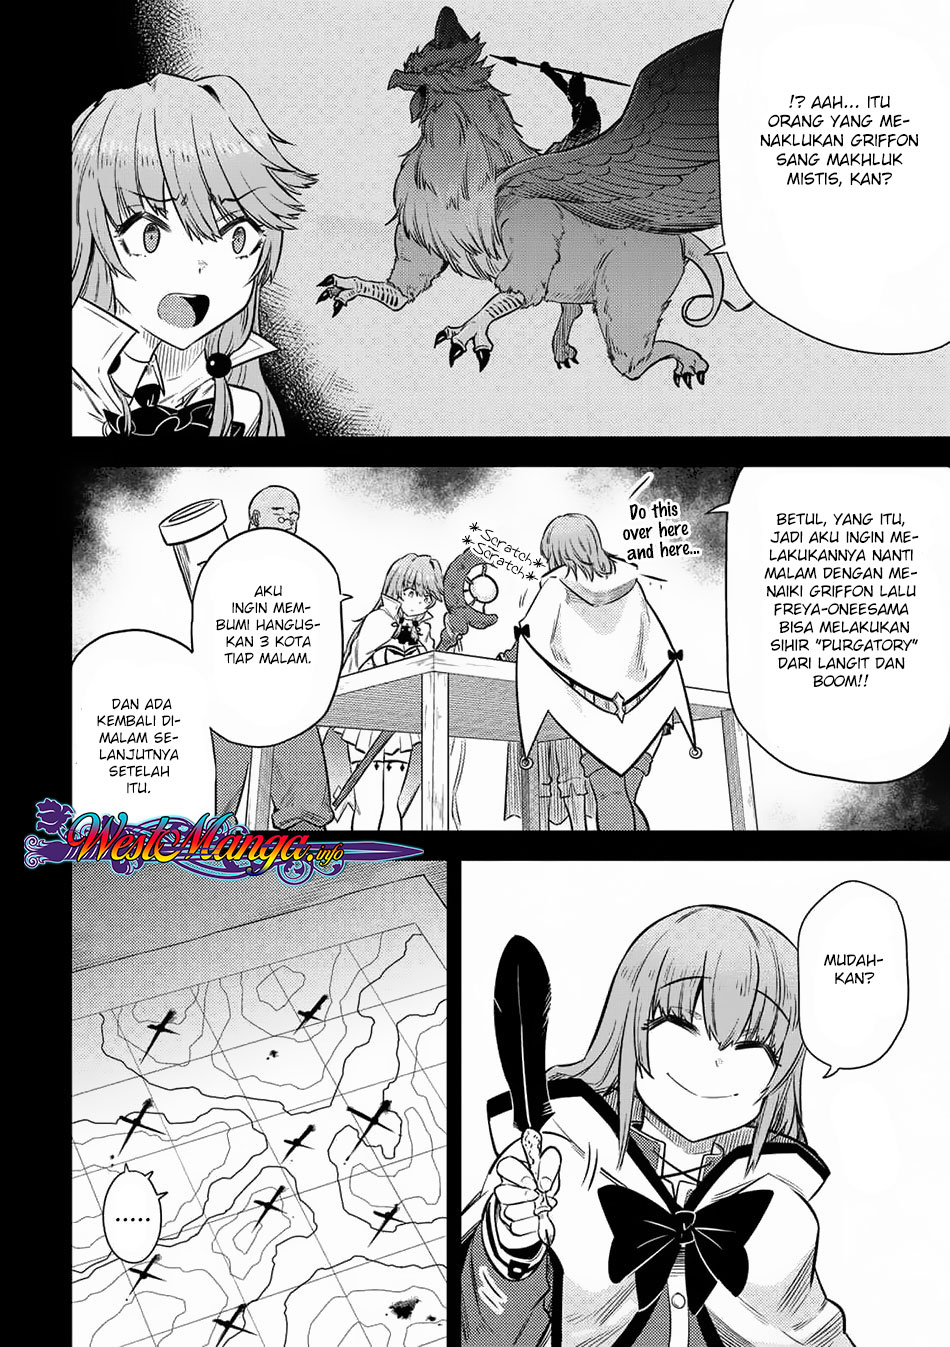 !? AAH... ITU
ORANG YANG ME-
NAKLUKAN GRIFFON
SANG MAKHLUK
MISTIS, KAN?
BETUL, YANG ITU,
JADI AKU INGIN ME-
LAKUKANNYA NANTI
MALAM DENGAN ME-
NAIKI GRIFFON LALU
FREYA-ONEESAMA
BISA MELAKUKAN
SIHIR "PURGATORY"
DARI LANGIT DAN
BOOM!!
Do this
over here
and here...
*Scratch*
*Scratch*
AKU
INGIN MEM-
BUMI HANGUS-
KAN 3 KOTA
TIAP MALAM.
DAN ADA
KEMBALI DI-
MALAM SE-
LANJUTNYA
SETELAH
ITU.
WestManga.info
MUDAH-
KAN?
.....